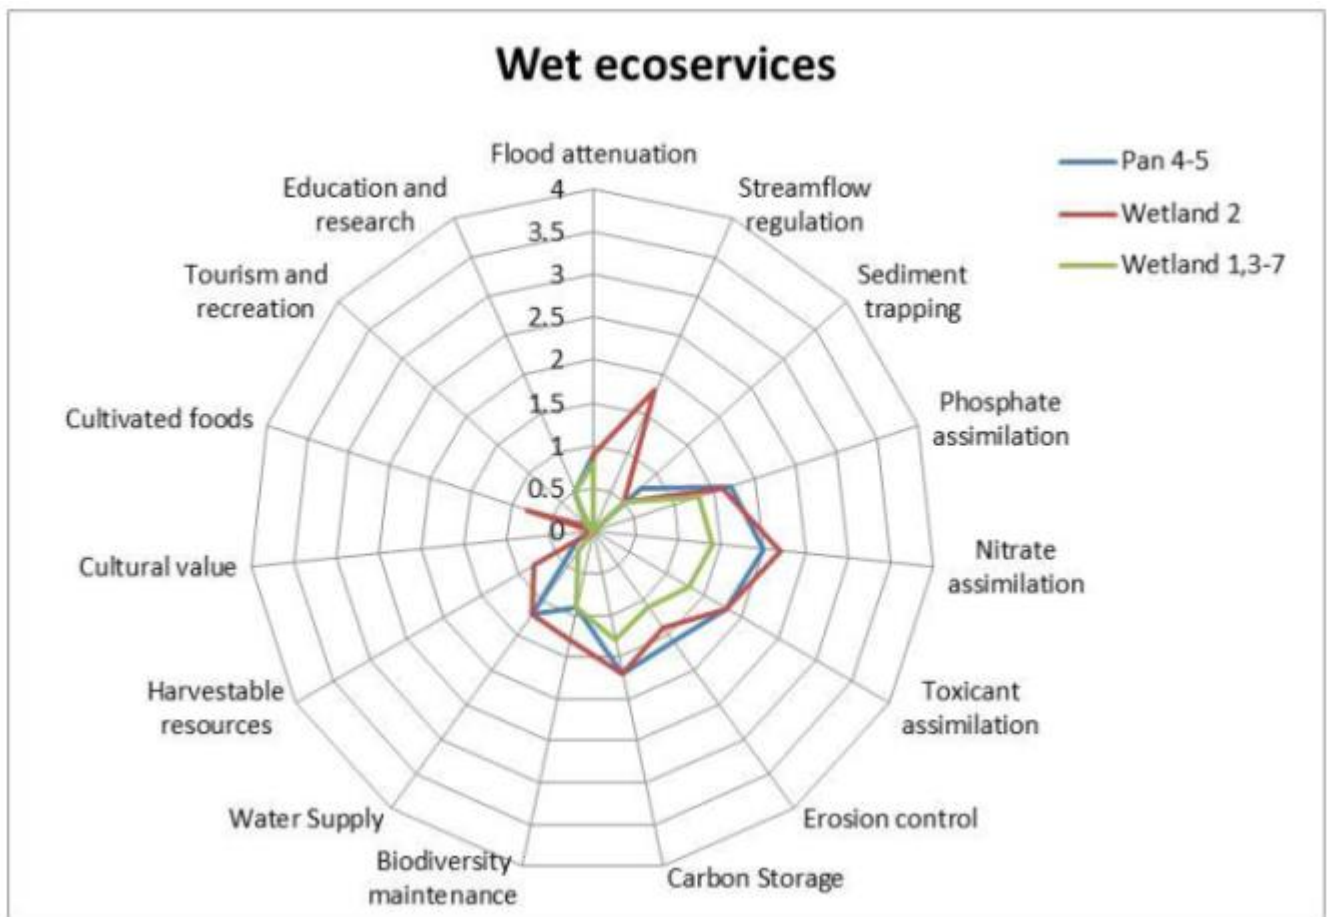 Wet ecoservices
Flood attenuation
Streamflow
regulation
Sediment
trapping
Phosphate
assimilation
Nitrate
assimilation
Toxicant
assimilation
Erosion control
Carbon Storage
Biodiversity
maintenance
Water Supply
Harvestable
resources
Cultural value
Cultivated foods
Tourism and
recreation
Education and
research
4
3.5
3
2.5
2
1.5
1
0.5
0
Pan 4-5
Wetland 2
Wetland 1,3-7